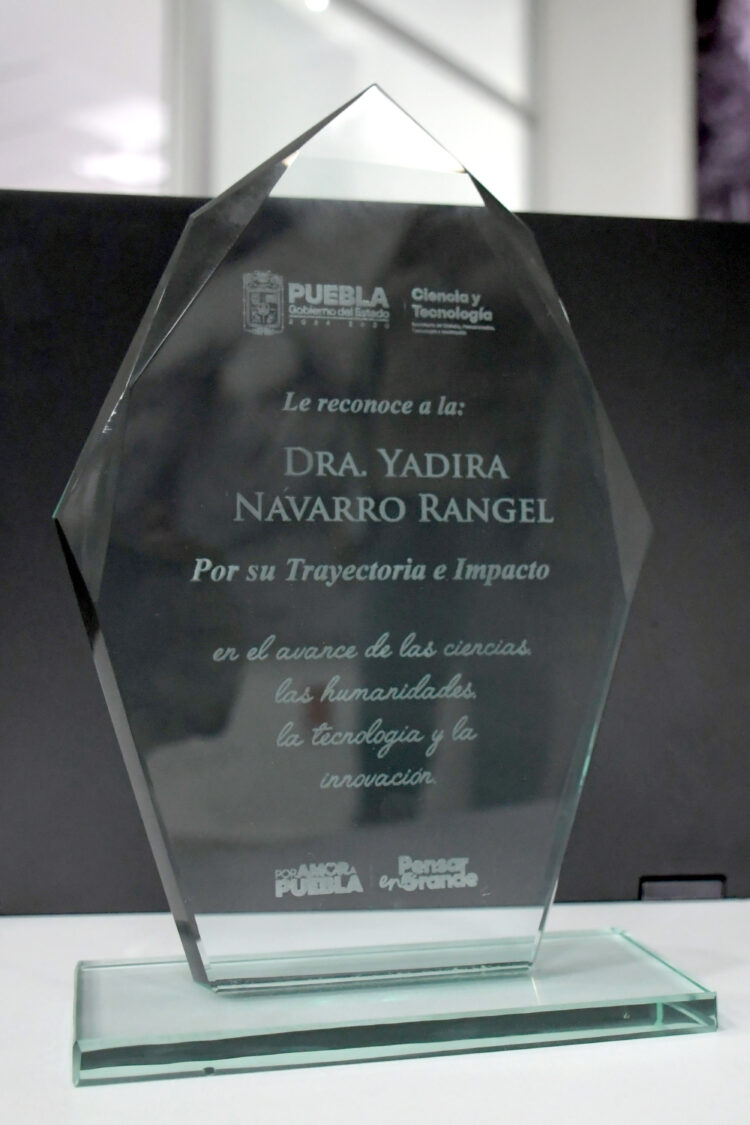 PUEBLA
Gobierno del Estado
Ciencia y
Tecnología
Le reconoce a la:
DRA. YADIRA
NAVARRO RANGEL
Por su Trayectoria e Impacto
en el avance de las ciencias,
las humanidades,
la tecnología y la
innovación.
POR AMOR A
PUEBLA
Pensar
en Grande